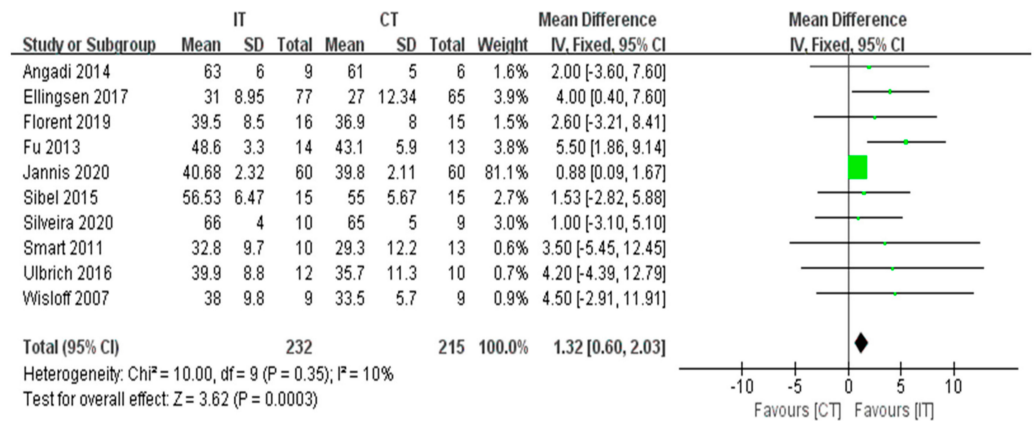 IT CT Mean Difference Mean Difference
Study or Subgroup Mean SD Total Mean SD Total Weight IV, Fixed, 95% CI IV, Fixed, 95% CI
Angadi 2014 63 6 9 61 5 6 1.6% 2.00 [-3.60, 7.60]
Ellingsen 2017 31 8.95 77 27 12.34 65 3.9% 4.00 [0.40, 7.60]
Florent 2019 39.5 8.5 16 36.9 8 15 1.5% 2.60 [-3.21, 8.41]
Fu 2013 48.6 3.3 14 43.1 5.9 13 3.8% 5.50 [1.86, 9.14]
Jannis 2020 40.68 2.32 60 39.8 2.11 60 81.1% 0.88 [0.09, 1.67]
Sibel 2015 56.53 6.47 15 55 5.67 15 2.7% 1.53 [-2.82, 5.88]
Silveira 2020 66 4 10 65 5 9 3.0% 1.00 [-3.10, 5.10]
Smart 2011 32.8 9.7 10 29.3 12.2 13 0.6% 3.50 [-5.45, 12.45]
Ulbrich 2016 39.9 8.8 12 35.7 11.3 10 0.7% 4.20 [-4.39, 12.79]
Wisloff 2007 38 9.8 9 33.5 5.7 9 0.9% 4.50 [-2.91, 11.91]
Total (95% CI) 232 215 100.0% 1.32 [0.60, 2.03]
Heterogeneity: Chi² = 10.00, df = 9 (P = 0.35); I² = 10%
Test for overall effect: Z = 3.62 (P = 0.0003)
-10 -5 0 5 10
Favours [CT] Favours [IT]